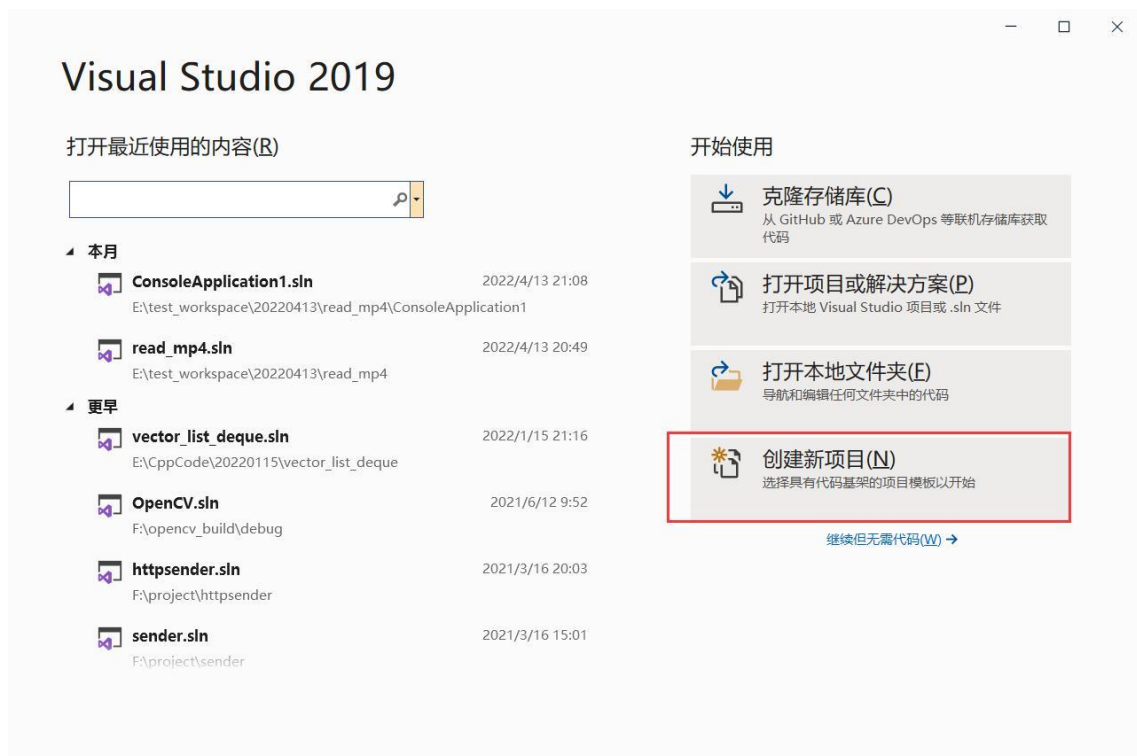 Visual Studio 2019
打开最近使用的内容(R)
本月
ConsoleApplication1.sln 2022/4/13 21:08
E:\test_workspace\20220413\read_mp4\ConsoleApplication1
read_mp4.sln 2022/4/13 20:49
E:\test_workspace\20220413\read_mp4
更早
vector_list_deque.sln 2022/1/15 21:16
E:\CppCode\20220115\vector_list_deque
OpenCV.sln 2021/6/12 9:52
F:\opencv_build\debug
httpsender.sln 2021/3/16 20:03
F:\project\httpsender
sender.sln 2021/3/16 15:01
F:\project\sender
开始使用
克隆存储库(C)
从 GitHub 或 Azure DevOps 等联机存储库获取
代码
打开项目或解决方案(P)
打开本地 Visual Studio 项目或 .sln 文件
打开本地文件夹(F)
导航和编辑任何文件夹中的代码
创建新项目(N)
选择具有代码基架的项目模板以开始
继续但无需代码(W) →